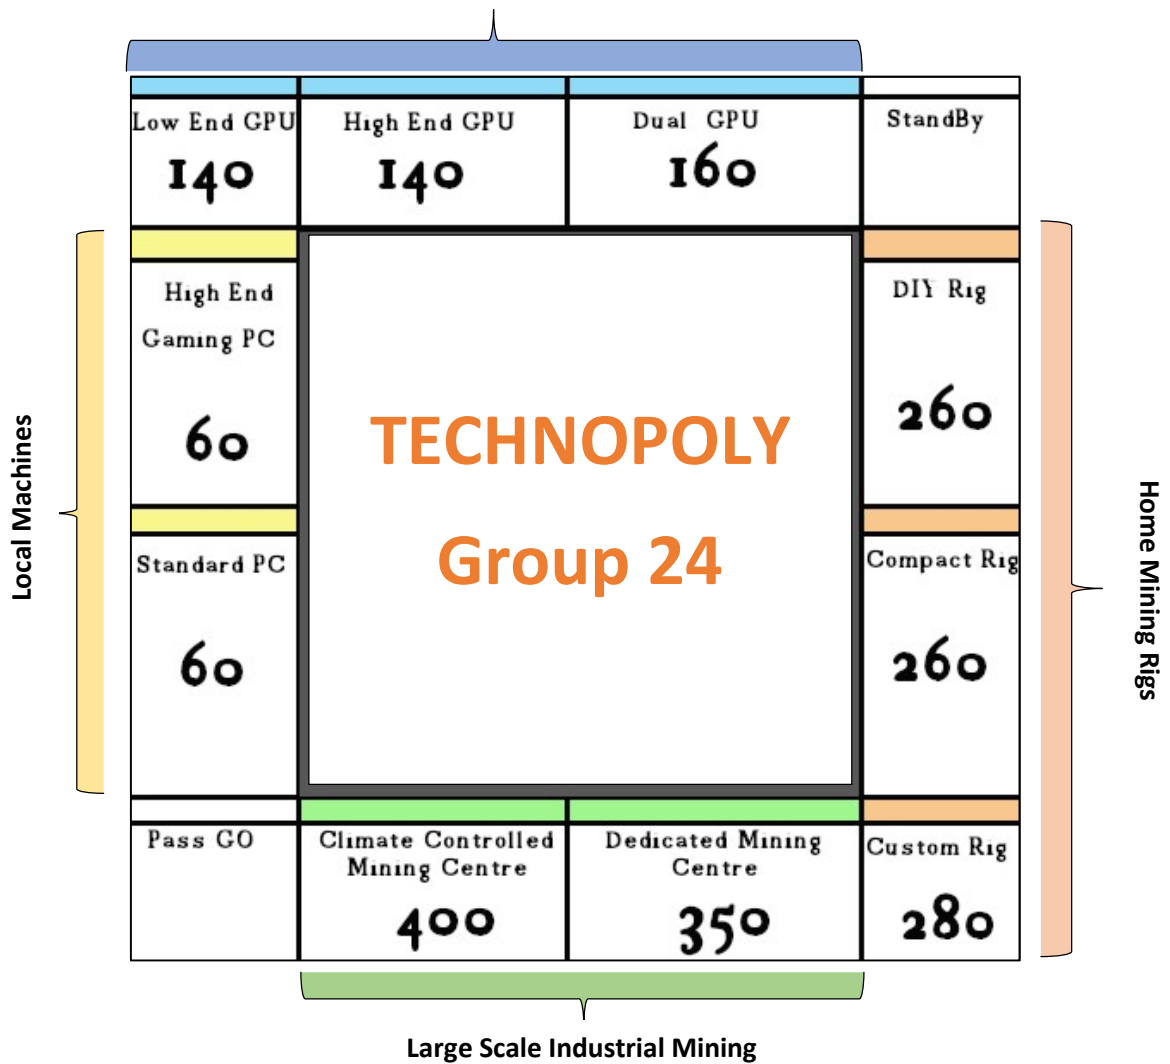 Low End GPU
140
High End GPU
140
Dual GPU
160
StandBy
High End
Gaming PC
60
DIY Rig
260
TECHNOPOLY
Group 24
Local Machines
Home Mining Rigs
Standard PC
60
Compact Rig
260
Pass GO
Climate Controlled
Mining Centre
400
Dedicated Mining
Centre
350
Custom Rig
280
Large Scale Industrial Mining